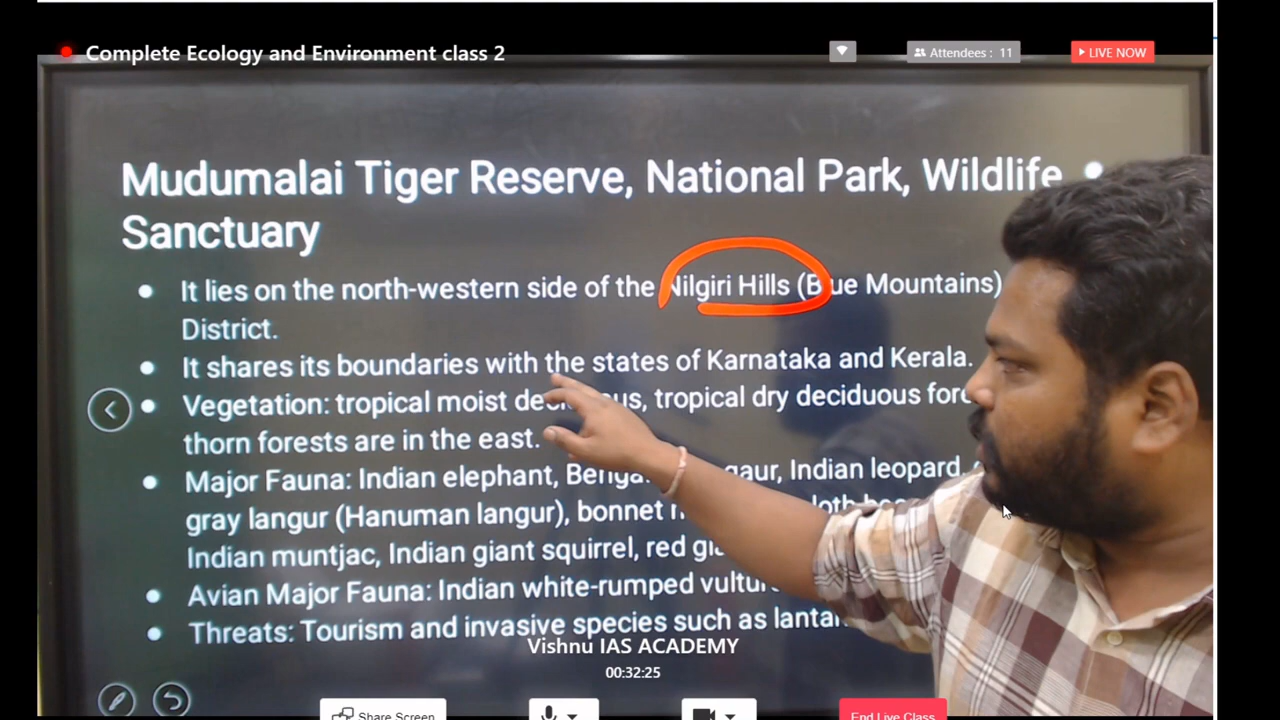 Complete Ecology and Environment class 2
Attendees : 11
LIVE NOW
Mudumalai Tiger Reserve, National Park, Wildlife
Sanctuary
It lies on the north-western side of the Nilgiri Hills (Blue Mountains)
District.
It shares its boundaries with the states of Karnataka and Kerala.
Vegetation: tropical moist deciduous, tropical dry deciduous
thorn forests are in the east.
Major Fauna: Indian elephant, gaur, Indian leopard,
gray langur (Hanuman langur), bonnet
Indian muntjac, Indian giant squirrel, red
Avian Major Fauna: Indian white-rumped
Threats: Tourism and invasive species such as
Vishnu IAS ACADEMY
00:32:25
Share Screen
End Live Class